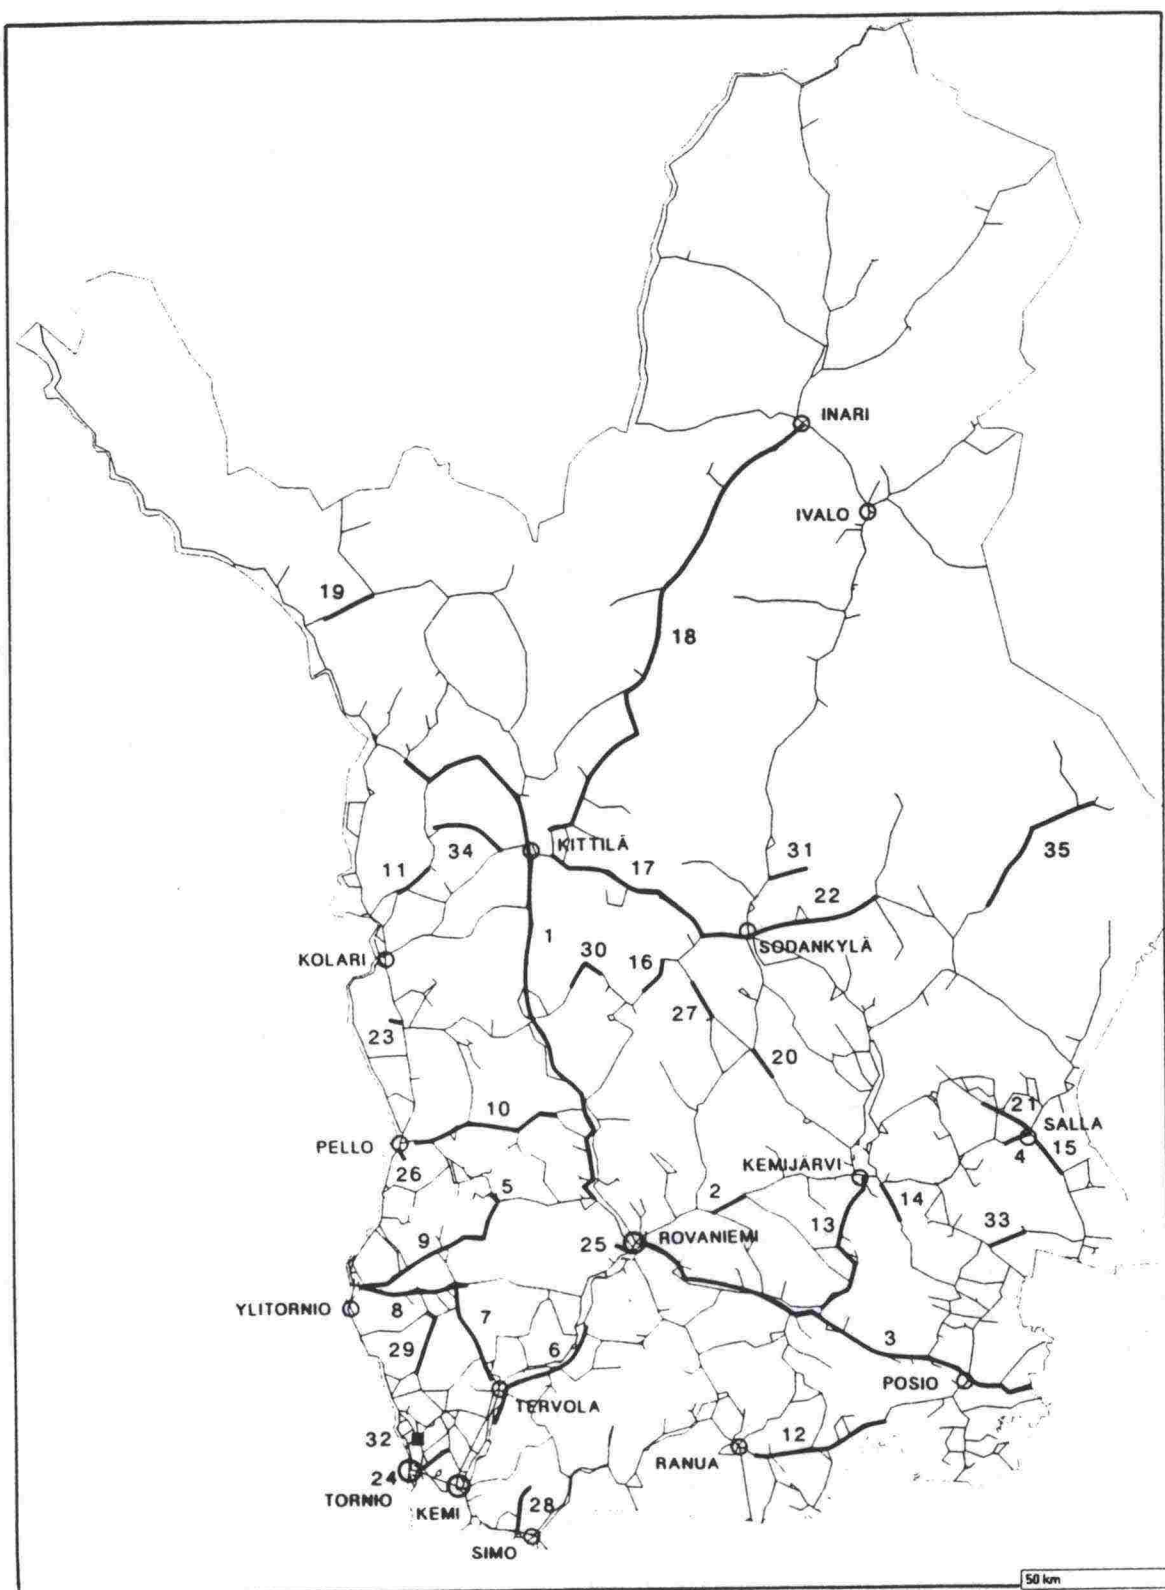 INARI
IVALO
19
18
KITTILÄ
34
11
17
31
22
35
1
30
16
SODANKYLÄ
KOLARI
27
23
20
10
21
SALLA
PELLO
4
15
26
KEMIJÄRVI
5
2
14
13
33
9
25
ROVANIEMI
YLITORNIO
8
7
3
29
6
POSIO
TERVOLA
32
12
RANUA
24
TORNIO
KEMI
28
SIMO
50 km